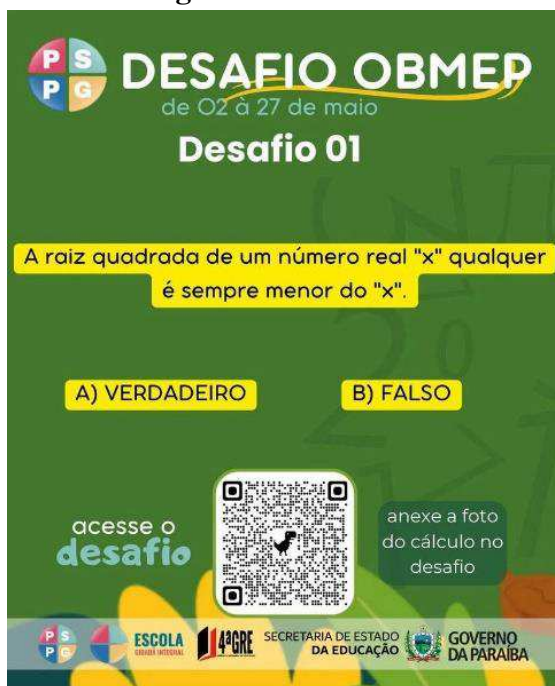 P S
P G
DESAFIO OBMEP
de 02 à 27 de maio
Desafio 01
A raiz quadrada de um número real "x" qualquer
é sempre menor do "x".
A) VERDADEIRO
B) FALSO
acesse o
desafio
anexe a foto
do cálculo no
desafio
P S
P G
ESCOLA
CIDADÃ INTEGRAL
4ªGRE
SECRETARIA DE ESTADO
DA EDUCAÇÃO
GOVERNO
DA PARAÍBA